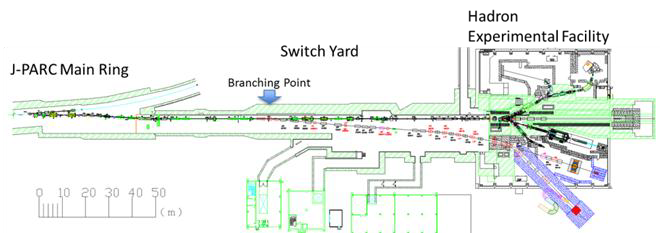 Hadron
Experimental Facility
Switch Yard
J-PARC Main Ring
Branching Point
0 10 20 30 40 50
(m)